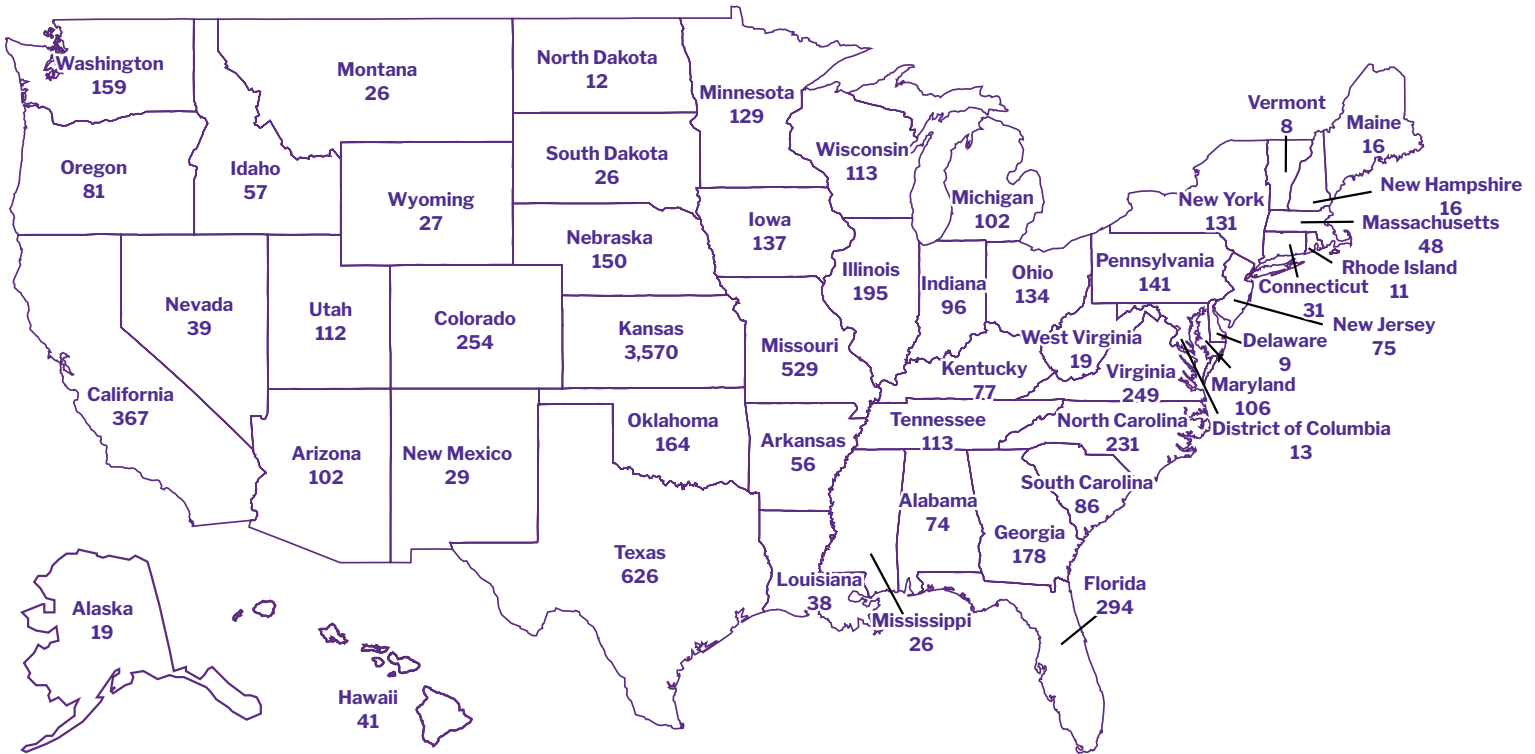 Washington
159
Montana
26
North Dakota
12
Minnesota
129
Vermont
8
Maine
16
Oregon
81
Idaho
57
Wyoming
27
South Dakota
26
Wisconsin
113
Michigan
102
New York
131
New Hampshire
16
Massachusetts
48
Rhode Island
11
Connecticut
31
New Jersey
75
Delaware
9
Maryland
106
District of Columbia
13
Nevada
39
Utah
112
Colorado
254
Nebraska
150
Iowa
137
Illinois
195
Indiana
96
Ohio
134
Pennsylvania
141
California
367
Kansas
3,570
Missouri
529
Kentucky
77
West Virginia
19
Virginia
249
Arizona
102
New Mexico
29
Oklahoma
164
Arkansas
56
Tennessee
113
North Carolina
231
South Carolina
86
Texas
626
Louisiana
38
Mississippi
26
Alabama
74
Georgia
178
Florida
294
Alaska
19
Hawaii
41